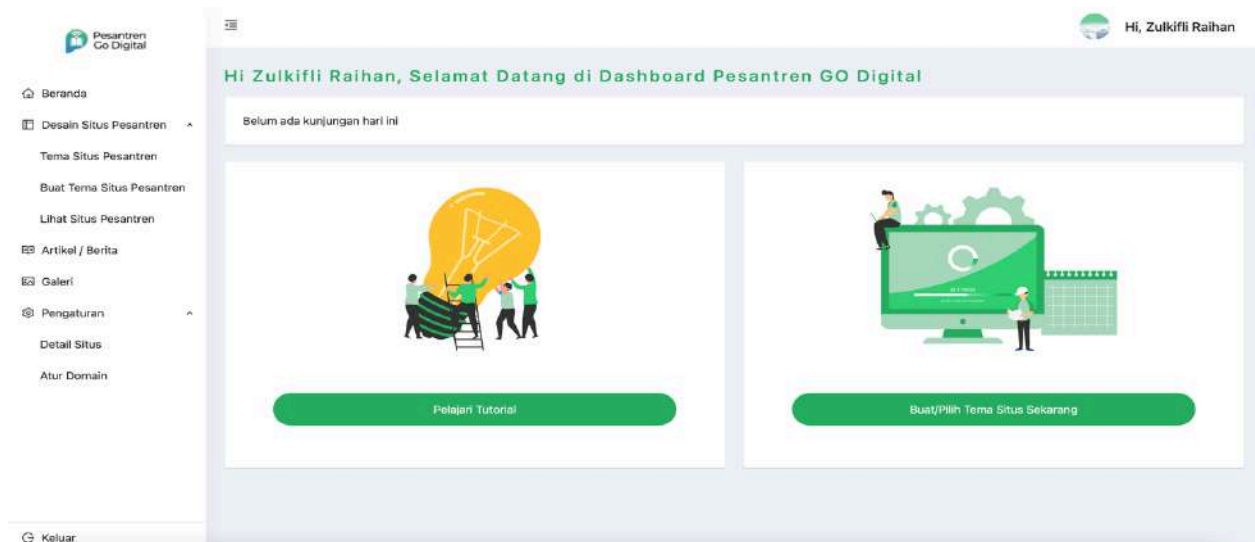 Pesantren
Go Digital
Hi, Zulkifli Raihan
Beranda
Desain Situs Pesantren
Tema Situs Pesantren
Buat Tema Situs Pesantren
Lihat Situs Pesantren
Artikel / Berita
Galeri
Pengaturan
Detail Situs
Atur Domain
Keluar
Hi Zulkifli Raihan, Selamat Datang di Dashboard Pesantren GO Digital
Belum ada kunjungan hari ini
Pelajari Tutorial
Buat/Pilih Tema Situs Sekarang